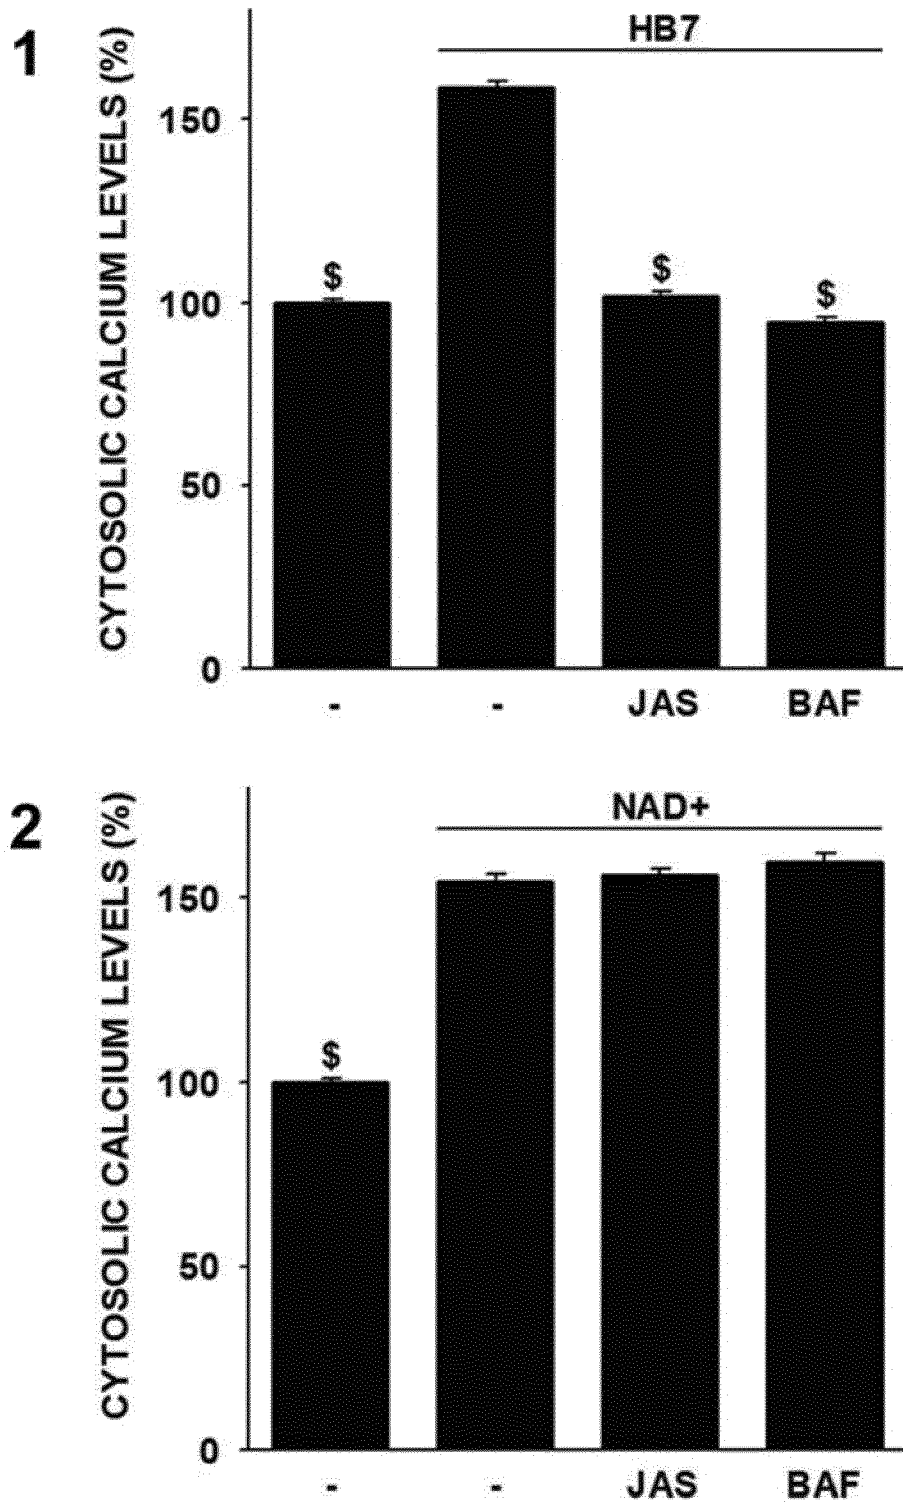 1
HB7
CYTOSOLIC CALCIUM LEVELS (%)
150
$
$
$
100
50
0
- - JAS BAF
2
NAD+
CYTOSOLIC CALCIUM LEVELS (%)
150
$
100
50
0
- - JAS BAF